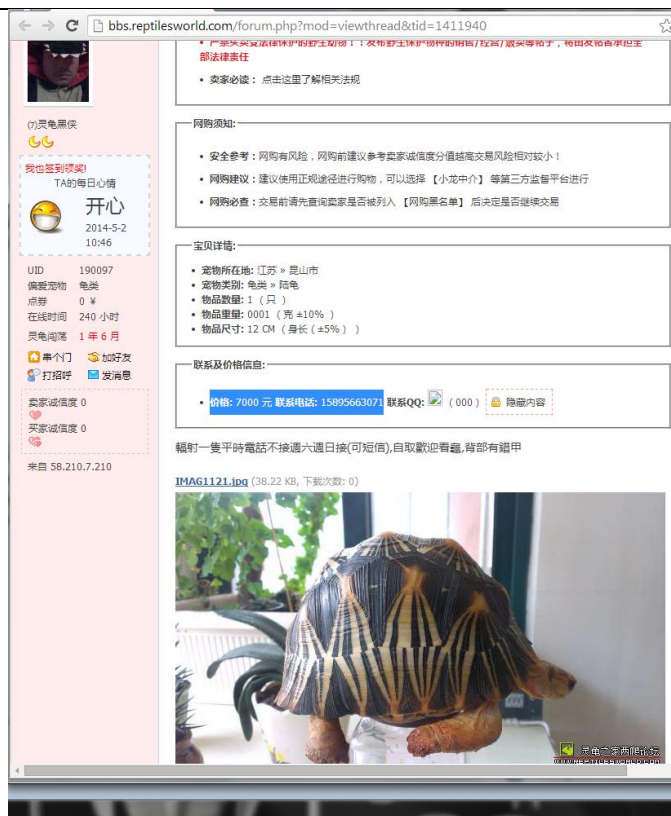 bbs.reptilesworld.com/forum.php?mod=viewthread&tid=1411940
部法律责任
卖家必读： 点击这里了解相关法规
(7)灵龟黑侠
我也签到领奖!
TA的每日心情
开心
2014-5-2
10:46
UID 190097
偏爱宠物 龟类
点券 0 ¥
在线时间 240 小时
灵龟闯荡 1 年 6 月
串个门 加好友
打招呼 发消息
卖家诚信度 0
买家诚信度 0
来自 58.210.7.210
网购须知:
安全参考：网购有风险，网购前建议参考卖家诚信度分值越高交易风险相对较小！
网购建议：建议使用正规途径进行购物，可以选择 【小龙中介】 等第三方监督平台进行
网购必查：交易前请先查询卖家是否被列入 【网购黑名单】 后决定是否继续交易
宝贝详情:
宠物所在地: 江苏 » 昆山市
宠物类别: 龟类 » 陆龟
物品数量: 1 （ 只 ）
物品重量: 0001 （ 克 ±10% ）
物品尺寸: 12 CM （ 身长 ( ±5% ) ）
联系及价格信息:
价格: 7000 元 联系电话: 15895663071 联系QQ: （ 000 ） 隐藏内容
輻射一隻平時電話不接週六週日接(可短信),自取歡迎看龜,背部有錯甲
IMAG1121.jpg (38.22 KB, 下载次数: 0)
灵龟之家两爬论坛
WWW.REPTILESWORLD.COM